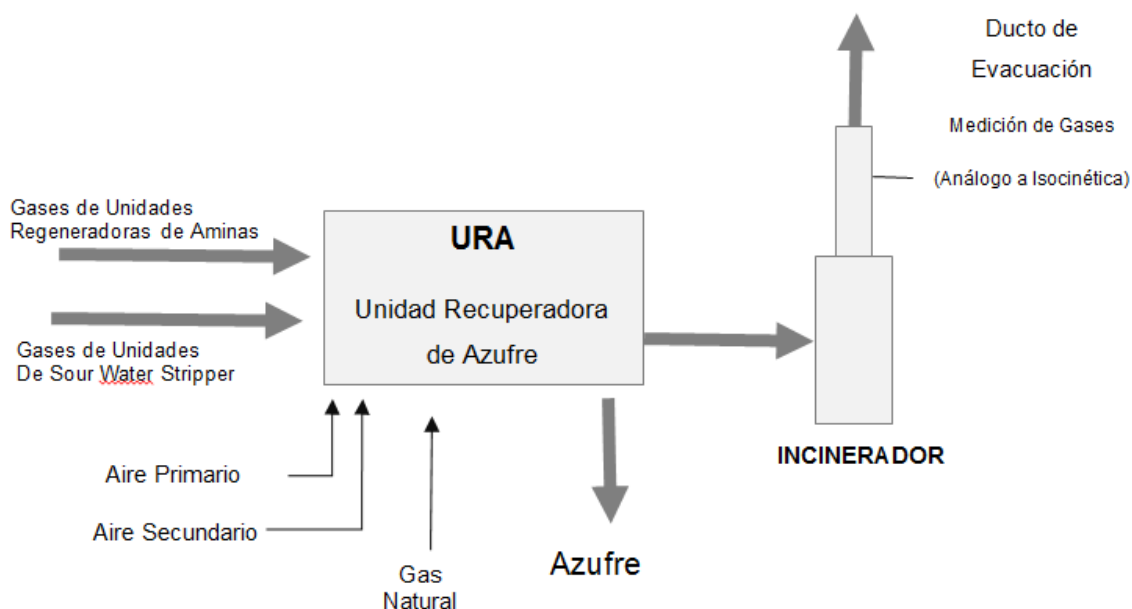 Ducto de
Evacuación
Medición de Gases
(Análogo a Isocinética)
Gases de Unidades
Regeneradoras de Aminas
URA
Unidad Recuperadora
de Azufre
Gases de Unidades
De Sour Water Stripper
INCINERADOR
Aire Primario
Aire Secundario
Azufre
Gas
Natural